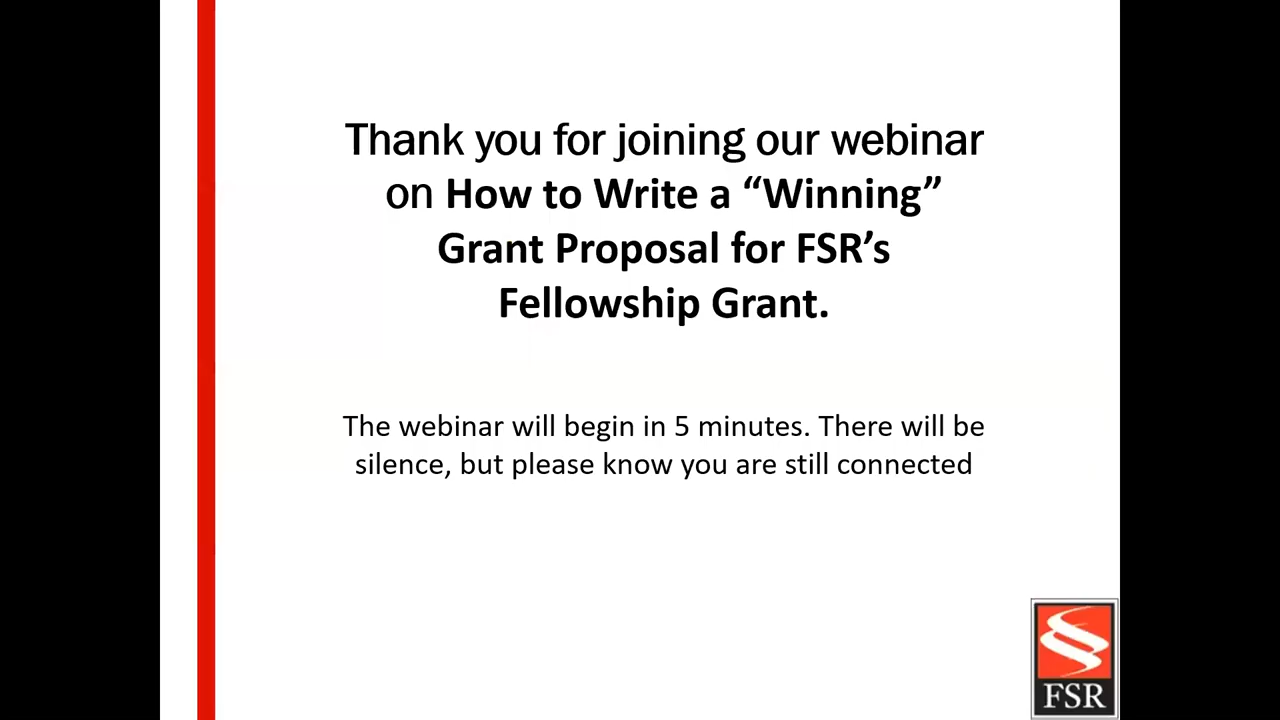 Thank you for joining our webinar
on How to Write a “Winning”
Grant Proposal for FSR’s
Fellowship Grant.
The webinar will begin in 5 minutes. There will be
silence, but please know you are still connected
FSR